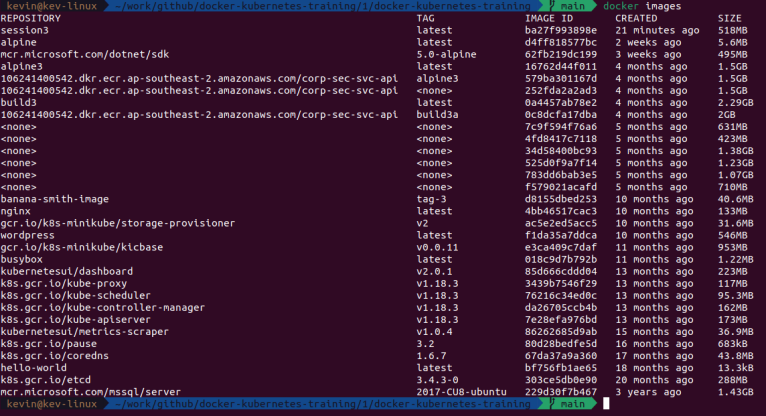 kevin@kev-linux ~/work/github/docker-kubernetes-training/1/docker-kubernetes-training main docker images
REPOSITORY TAG IMAGE ID CREATED SIZE
session3 latest ba27f993898e 21 minutes ago 518MB
alpine latest d4ff818577bc 2 weeks ago 5.6MB
mcr.microsoft.com/dotnet/sdk 5.0-alpine 62fb219dc199 3 weeks ago 495MB
alpine3 latest 16762d44f011 4 months ago 1.5GB
106241400542.dkr.ecr.ap-southeast-2.amazonaws.com/corp-sec-svc-api alpine3 579ba301167d 4 months ago 1.5GB
106241400542.dkr.ecr.ap-southeast-2.amazonaws.com/corp-sec-svc-api <none> 252fda2a2ad3 4 months ago 1.5GB
build3 latest 0a4457ab78e2 4 months ago 2.29GB
106241400542.dkr.ecr.ap-southeast-2.amazonaws.com/corp-sec-svc-api build3a 0c8dcfa17dba 4 months ago 2GB
<none> <none> 7c9f594f76a6 5 months ago 631MB
<none> <none> 4fd8417c7118 5 months ago 423MB
<none> <none> 34d58400bc93 5 months ago 1.38GB
<none> <none> 525d0f9a7f14 5 months ago 1.23GB
<none> <none> 783dd6bab3e5 5 months ago 1.07GB
<none> <none> f579021acafd 5 months ago 710MB
banana-smith-image tag-3 d8155dbed253 10 months ago 40.6MB
nginx latest 4bb46517cac3 10 months ago 133MB
gcr.io/k8s-minikube/storage-provisioner v2 ac5e2ed5acc5 10 months ago 31.6MB
wordpress latest f1da35a7ddca 10 months ago 546MB
gcr.io/k8s-minikube/kicbase v0.0.11 e3ca409c7daf 11 months ago 953MB
busybox latest 018c9d7b792b 11 months ago 1.22MB
kubernetesui/dashboard v2.0.1 85d666cddd04 13 months ago 223MB
k8s.gcr.io/kube-proxy v1.18.3 3439b7546f29 13 months ago 117MB
k8s.gcr.io/kube-scheduler v1.18.3 76216c34ed0c 13 months ago 95.3MB
k8s.gcr.io/kube-controller-manager v1.18.3 da26705ccb4b 13 months ago 162MB
k8s.gcr.io/kube-apiserver v1.18.3 7e28efa976bd 13 months ago 173MB
kubernetesui/metrics-scraper v1.0.4 86262685d9ab 15 months ago 36.9MB
k8s.gcr.io/pause 3.2 80d28bedfe5d 16 months ago 683kB
k8s.gcr.io/coredns 1.6.7 67da37a9a360 17 months ago 43.8MB
hello-world latest bf756fb1ae65 18 months ago 13.3kB
k8s.gcr.io/etcd 3.4.3-0 303ce5db0e90 20 months ago 288MB
mcr.microsoft.com/mssql/server 2017-CU8-ubuntu 229d30f7b467 3 years ago 1.43GB
kevin@kev-linux ~/work/github/docker-kubernetes-training/1/docker-kubernetes-training main